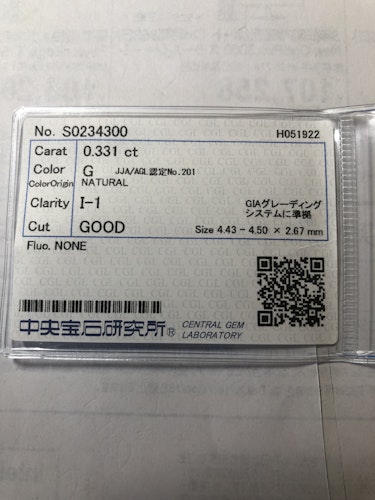 No. S0234300 H051922
Carat 0.331 ct
Color G JJA/AGL認定No.201
ColorOrigin NATURAL
Clarity I-1 GIAグレーディング
システムに準拠
Cut GOOD Size 4.43 - 4.50 × 2.67 mm
Fluo. NONE
中央宝石研究所® CENTRAL GEM
LABORATORY